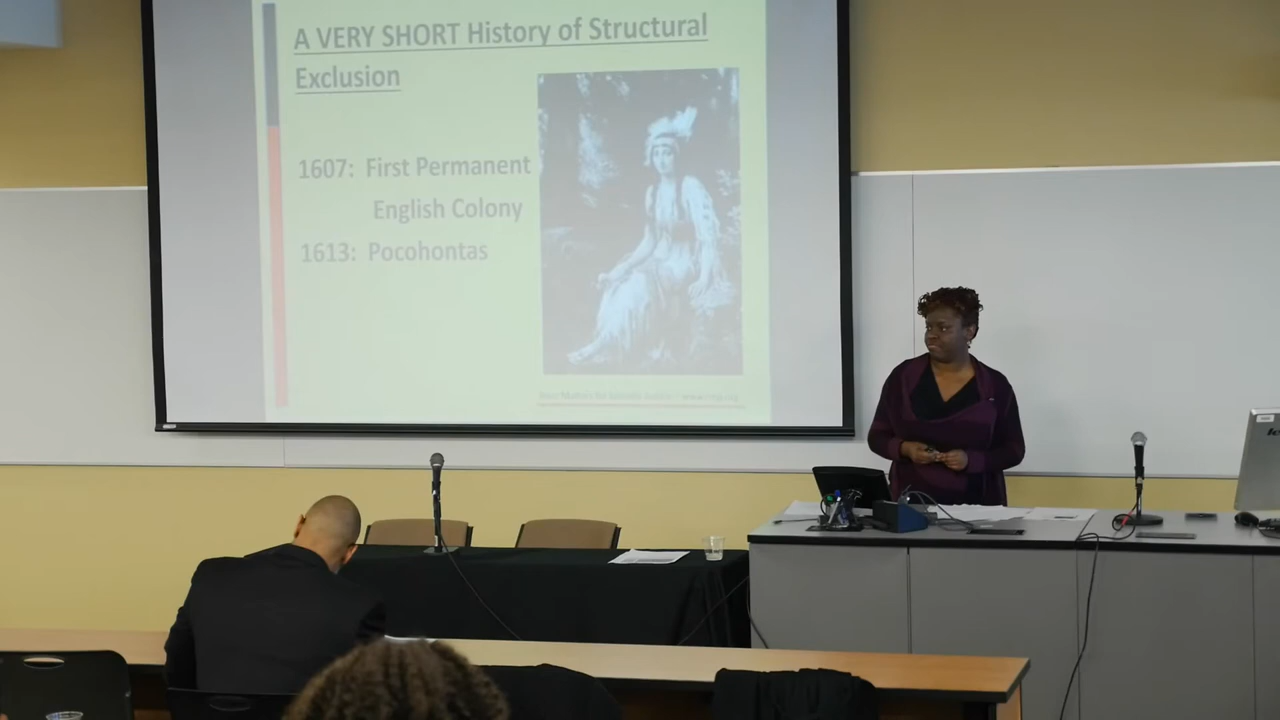 A VERY SHORT History of Structural
Exclusion
1607: First Permanent
English Colony
1613: Pocohontas